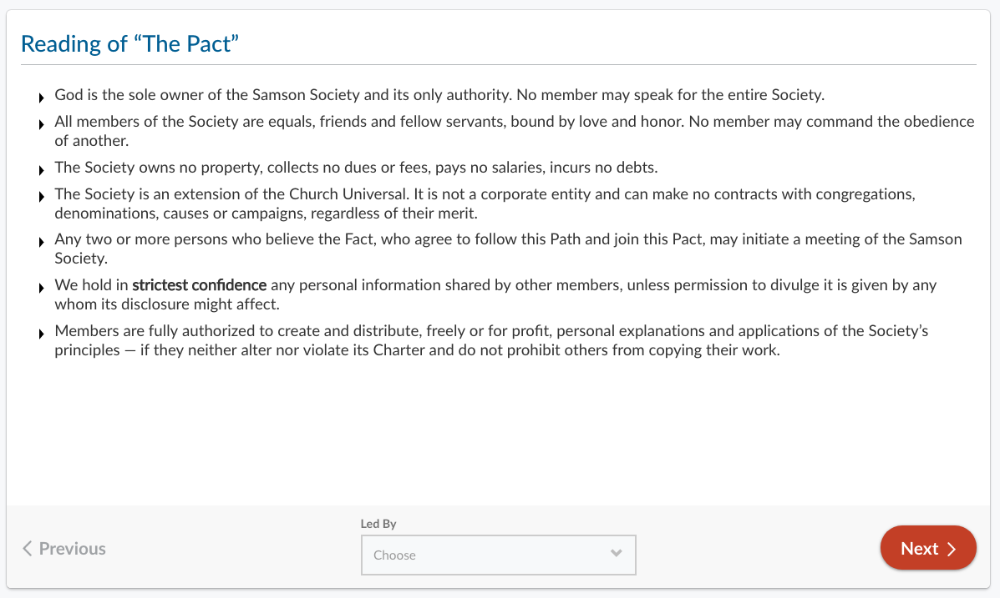 Reading of “The Pact”
God is the sole owner of the Samson Society and its only authority. No member may speak for the entire Society.
All members of the Society are equals, friends and fellow servants, bound by love and honor. No member may command the obedience
of another.
The Society owns no property, collects no dues or fees, pays no salaries, incurs no debts.
The Society is an extension of the Church Universal. It is not a corporate entity and can make no contracts with congregations,
denominations, causes or campaigns, regardless of their merit.
Any two or more persons who believe the Fact, who agree to follow this Path and join this Pact, may initiate a meeting of the Samson
Society.
We hold in strictest confidence any personal information shared by other members, unless permission to divulge it is given by any
whom its disclosure might affect.
Members are fully authorized to create and distribute, freely or for profit, personal explanations and applications of the Society’s
principles — if they neither alter nor violate its Charter and do not prohibit others from copying their work.
Led By
Previous
Choose
Next